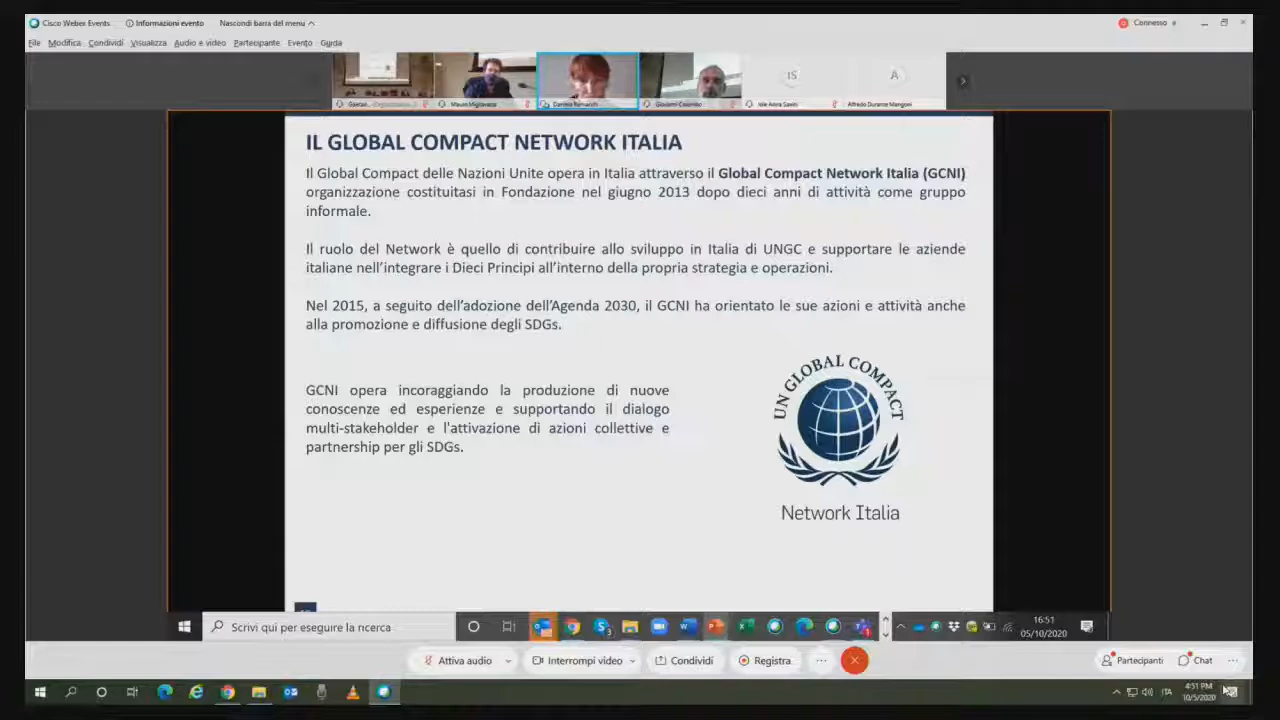 Cisco Webex Events
Informazioni evento
Nascondi barra del menu
Connesso
File Modifica Condividi Visualizza Audio e video Partecipante Evento Guida
IS
A
Mauro Migliavacca
Giovanni Colombo
Alfredo Durante Mangoni
IL GLOBAL COMPACT NETWORK ITALIA
Il Global Compact delle Nazioni Unite opera in Italia attraverso il Global Compact Network Italia (GCNI)
organizzazione costituitasi in Fondazione nel giugno 2013 dopo dieci anni di attività come gruppo
informale.
Il ruolo del Network è quello di contribuire allo sviluppo in Italia di UNGC e supportare le aziende
italiane nell'integrare i Dieci Principi all'interno della propria strategia e operazioni.
Nel 2015, a seguito dell'adozione dell'Agenda 2030, il GCNI ha orientato le sue azioni e attività anche
alla promozione e diffusione degli SDGs.
GCNI opera incoraggiando la produzione di nuove
conoscenze ed esperienze e supportando il dialogo
multi-stakeholder e l'attivazione di azioni collettive e
partnership per gli SDGs.
UN GLOBAL COMPACT
Network Italia
Scrivi qui per eseguire la ricerca
16:51
05/10/2020
Attiva audio
Interrompi video
Condividi
Registra
Partecipanti
Chat
ITA
4:51 PM
10/5/2020